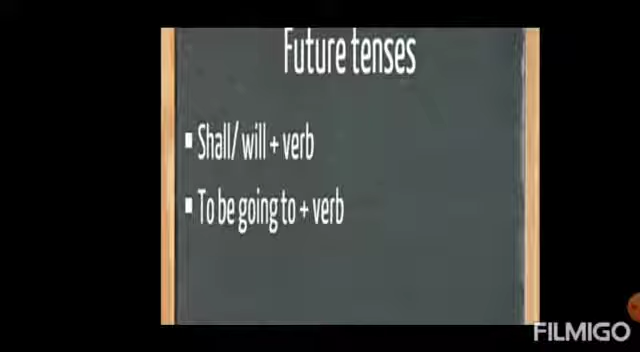 Future tenses
▪ Shall/ will + verb
▪ To be going to + verb
FILMIGO